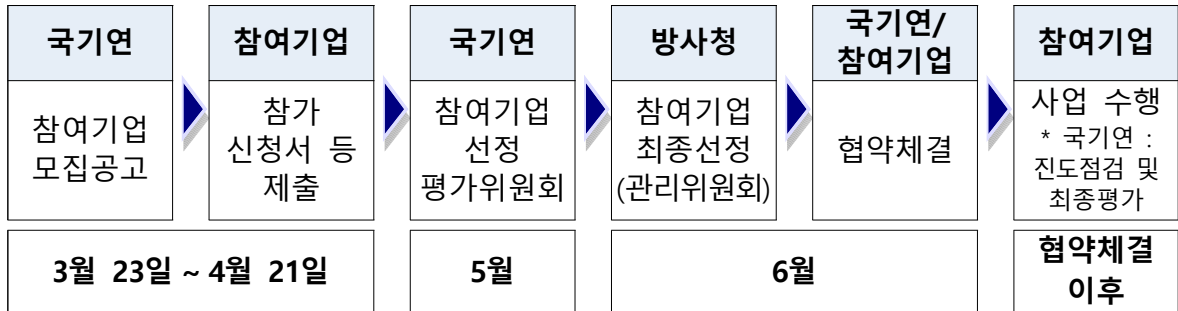 국기연
참여기업
모집공고
참여기업
참가
신청서 등
제출
국기연
참여기업
선정
평가위원회
방사청
참여기업
최종선정
(관리위원회)
국기연/
참여기업
협약체결
참여기업
사업 수행
* 국기연 :
진도점검 및
최종평가
3월 23일 ~ 4월 21일
5월
6월
협약체결
이후